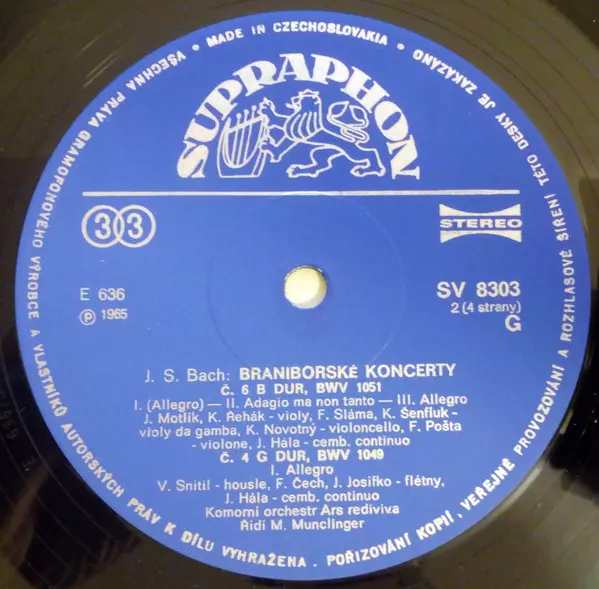 • MADE IN CZECHOSLOVAKIA •
VŠECHNA PRÁVA GRAMOFONOVÉHO VÝROBCE A VLASTNÍKŮ AUTORSKÝCH PRÁV K DÍLU VYHRAŽENA. POŘIZOVÁNÍ KOPIÍ. VEŘEJNÉ PROVOZOVÁNÍ A ROZHLASOVÉ ŠÍŘENÍ TÉTO DESKY JE ZAKÁZÁNO
SUPRAPHON
33
STEREO
E 636
SV 8303
Ⓟ 1965
2 (4 strany)
G
J. S. Bach: BRANIBORSKÉ KONCERTY
Č. 6 B DUR, BWV 1051
I. (Allegro) — II. Adagio ma non tanto — III. Allegro
J. Motlík, K. Řehák - violy, F. Sláma, K. Šenfluk -
violy da gamba, K. Novotný - violoncello, F. Pošta
- violone, J. Hála - cemb. continuo
Č. 4 G DUR, BWV 1049
I. Allegro
V. Snítil - housle, F. Čech, J. Josífko - flétny,
J. Hála - cemb. continuo
Komorní orchestr Ars rediviva
Řídí M. Munclinger